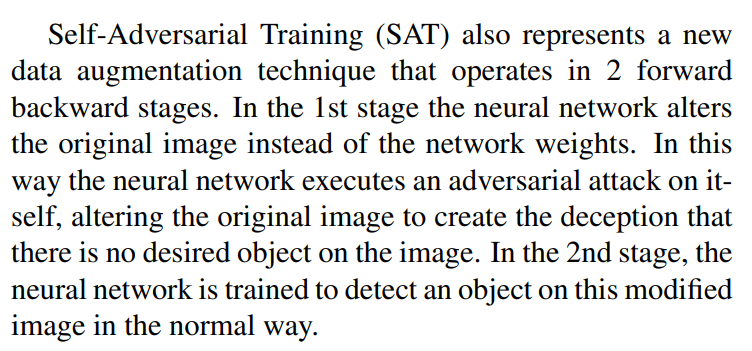 Self-Adversarial Training (SAT) also represents a new
data augmentation technique that operates in 2 forward
backward stages. In the 1st stage the neural network alters
the original image instead of the network weights. In this
way the neural network executes an adversarial attack on it-
self, altering the original image to create the deception that
there is no desired object on the image. In the 2nd stage, the
neural network is trained to detect an object on this modified
image in the normal way.